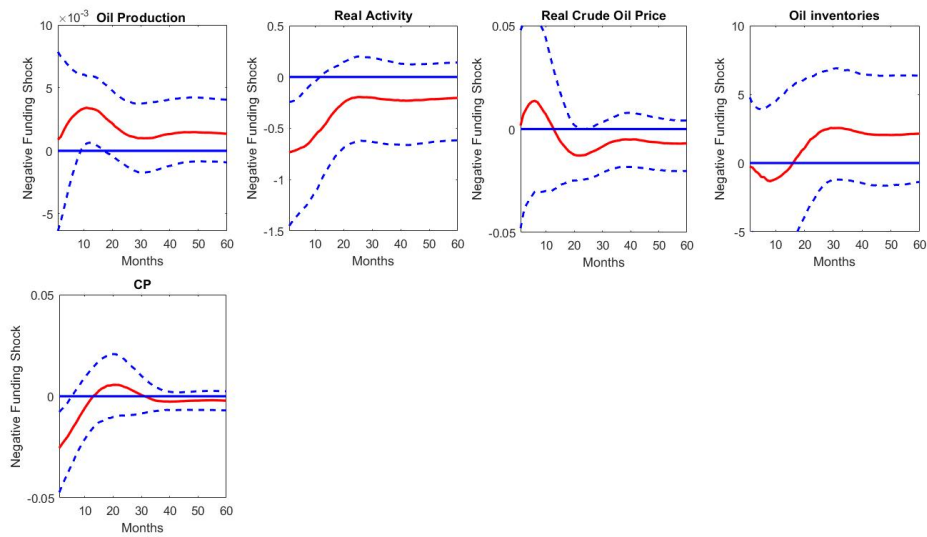 Oil Production
Real Activity
Real Crude Oil Price
Oil inventories
×10⁻³
10
5
0
-5
Negative Funding Shock
10 20 30 40 50 60
Months
0.5
0
-0.5
-1
-1.5
Negative Funding Shock
10 20 30 40 50 60
Months
0.05
0
-0.05
Negative Funding Shock
10 20 30 40 50 60
Months
10
5
0
-5
Negative Funding Shock
10 20 30 40 50 60
Months
CP
0.05
0
-0.05
Negative Funding Shock
10 20 30 40 50 60
Months